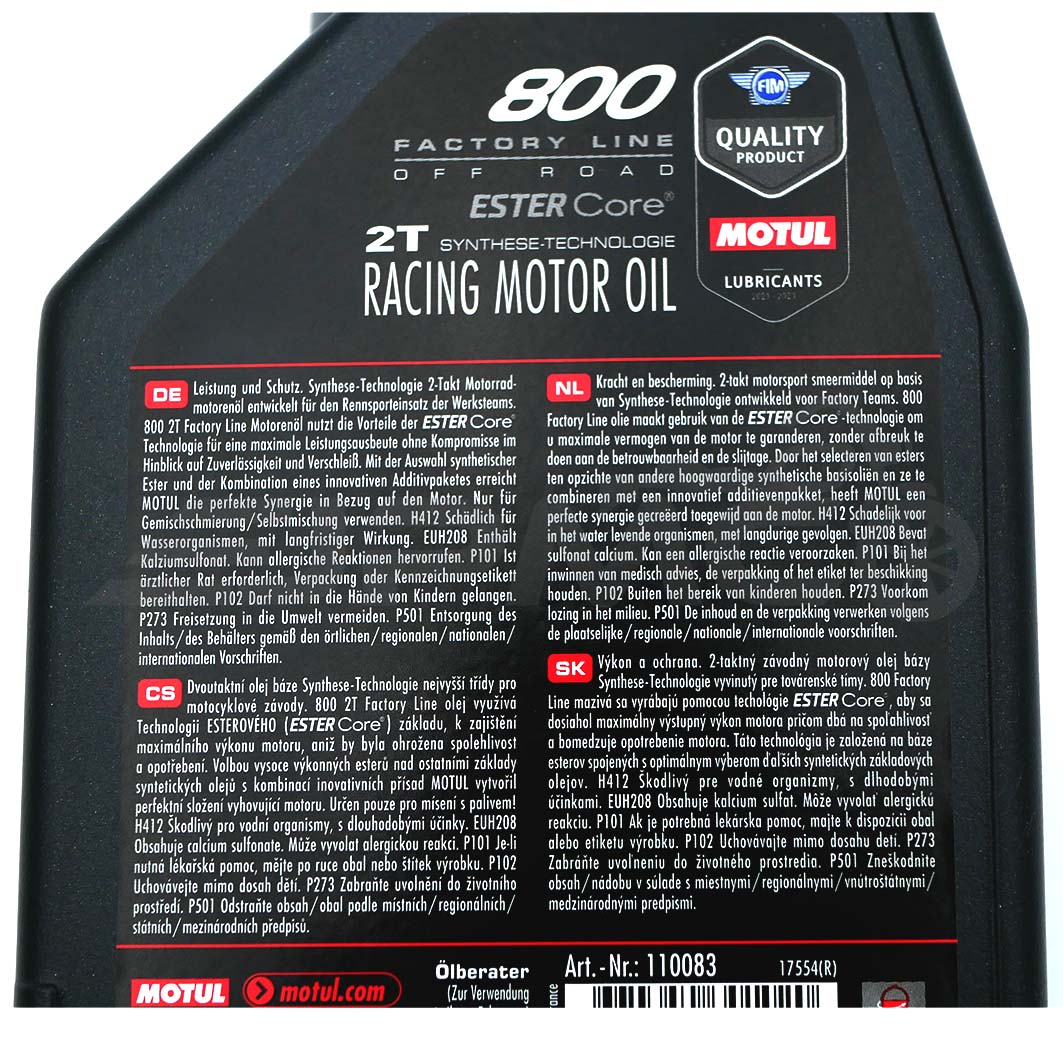 800
FACTORY LINE
OFF ROAD
ESTER Core®
2T SYNTHESE-TECHNOLOGIE
RACING MOTOR OIL
FIM
QUALITY
PRODUCT
MOTUL
LUBRICANTS
DE Leistung und Schutz. Synthese-Technologie 2-Takt Motorrad-
motorenöl entwickelt für den Rennsporteinsatz der Werksteams.
800 2T Factory Line Motorenöl nutzt die Vorteile der ESTER Core®
Technologie für eine maximale Leistungsausbeute ohne Kompromisse im
Hinblick auf Zuverlässigkeit und Verschleiß. Mit der Auswahl synthetischer
Ester und der Kombination eines innovativen Additivpaketes erreicht
MOTUL die perfekte Synergie in Bezug auf den Motor. Nur für
Gemischschmierung/Selbstmischung verwenden. H412 Schädlich für
Wasserorganismen, mit langfristiger Wirkung. EUH208 Enthält
Kalziumsulfonat. Kann allergische Reaktionen hervorrufen. P101 Ist
ärztlicher Rat erforderlich, Verpackung oder Kennzeichnungsetikett
bereithalten. P102 Darf nicht in die Hände von Kindern gelangen.
P273 Freisetzung in die Umwelt vermeiden. P501 Entsorgung des
Inhalts/des Behälters gemäß den örtlichen/regionalen/nationalen/
internationalen Vorschriften.
CS Dvoutaktní olej báze Synthese-Technologie nejvyšší třídy pro
motocyklové závody. 800 2T Factory Line olej využívá
Technologii ESTEROVÉHO (ESTER Core®) základu, k zajištění
maximálního výkonu motoru, aniž by byla ohrožena spolehlivost
a opotřebení. Volbou vysoce výkonných esterů nad ostatními základy
syntetických olejů s kombinací inovativních přísad MOTUL vytvořil
perfektní složení vyhovující motoru. Určen pouze pro mísení s palivem!
H412 Škodlivý pro vodní organismy, s dlouhodobými účinky. EUH208
Obsahuje calcium sulfonate. Může vyvolat alergickou reakci. P101 Je-li
nutná lékařská pomoc, mějte po ruce obal nebo štítek výrobku. P102
Uchovávejte mimo dosah dětí. P273 Zabraňte uvolnění do životního
prostředí. P501 Odstraňte obsah/obal podle místních/regionálních/
státních/mezinárodních předpisů.
NL Kracht en bescherming. 2-takt motorsport smeermiddel op basis
van Synthese-Technologie ontwikkeld voor Factory Teams. 800
Factory Line olie maakt gebruik van de ESTER Core®-technologie om
u maximale vermogen van de motor te garanderen, zonder afbreuk te
doen aan de betrouwbaarheid en de slijtage. Door het selecteren van esters
ten opzichte van andere hoogwaardige synthetische basisoliën en ze te
combineren met een innovatief additievenpakket, heeft MOTUL een
perfecte synergie gecreëerd toegewijd aan de motor. H412 Schadelijk voor
in het water levende organismen, met langdurige gevolgen. EUH208 Bevat
sulfonat calcium. Kan een allergische reactie veroorzaken. P101 Bij het
inwinnen van medisch advies, de verpakking of het etiket ter beschikking
houden. P102 Buiten het bereik van kinderen houden. P273 Voorkom
lozing in het milieu. P501 De inhoud en de verpakking verwerken volgens
de plaatselijke/regionale/nationale/internationale voorschriften.
SK Výkon a ochrana. 2-taktný závodný motorový olej bázy
Synthese-Technologie vyvinutý pre továrenské tímy. 800 Factory
Line mazivá sa vyrábajú pomocou techológie ESTER Core®, aby sa
dosiahol maximálny výstupný výkon motora pričom dbá na spoľahlivosť
a bomedzuje opotrebenie motora. Táto technológia je založená na báze
esterov spojených s optimálnym výberom ďalších syntetických základových
olejov. H412 Škodlivý pre vodné organizmy, s dlhodobými
účinkami. EUH208 Obsahuje kalcium sulfat. Môže vyvolať alergickú
reakciu. P101 Ak je potrebná lekárska pomoc, majte k dispozícii obal
alebo etiketu výrobku. P102 Uchovávajte mimo dosahu detí. P273
Zabráňte uvoľneniu do životného prostredia. P501 Zneškodnite
obsah/nádobu v súlade s miestnymi/regionálnymi/vnútroštátnymi/
medzinárodnými predpismi.
MOTUL motul.com
Ölberater
(Zur Verwendung
Art.-Nr.: 110083 17554(R)